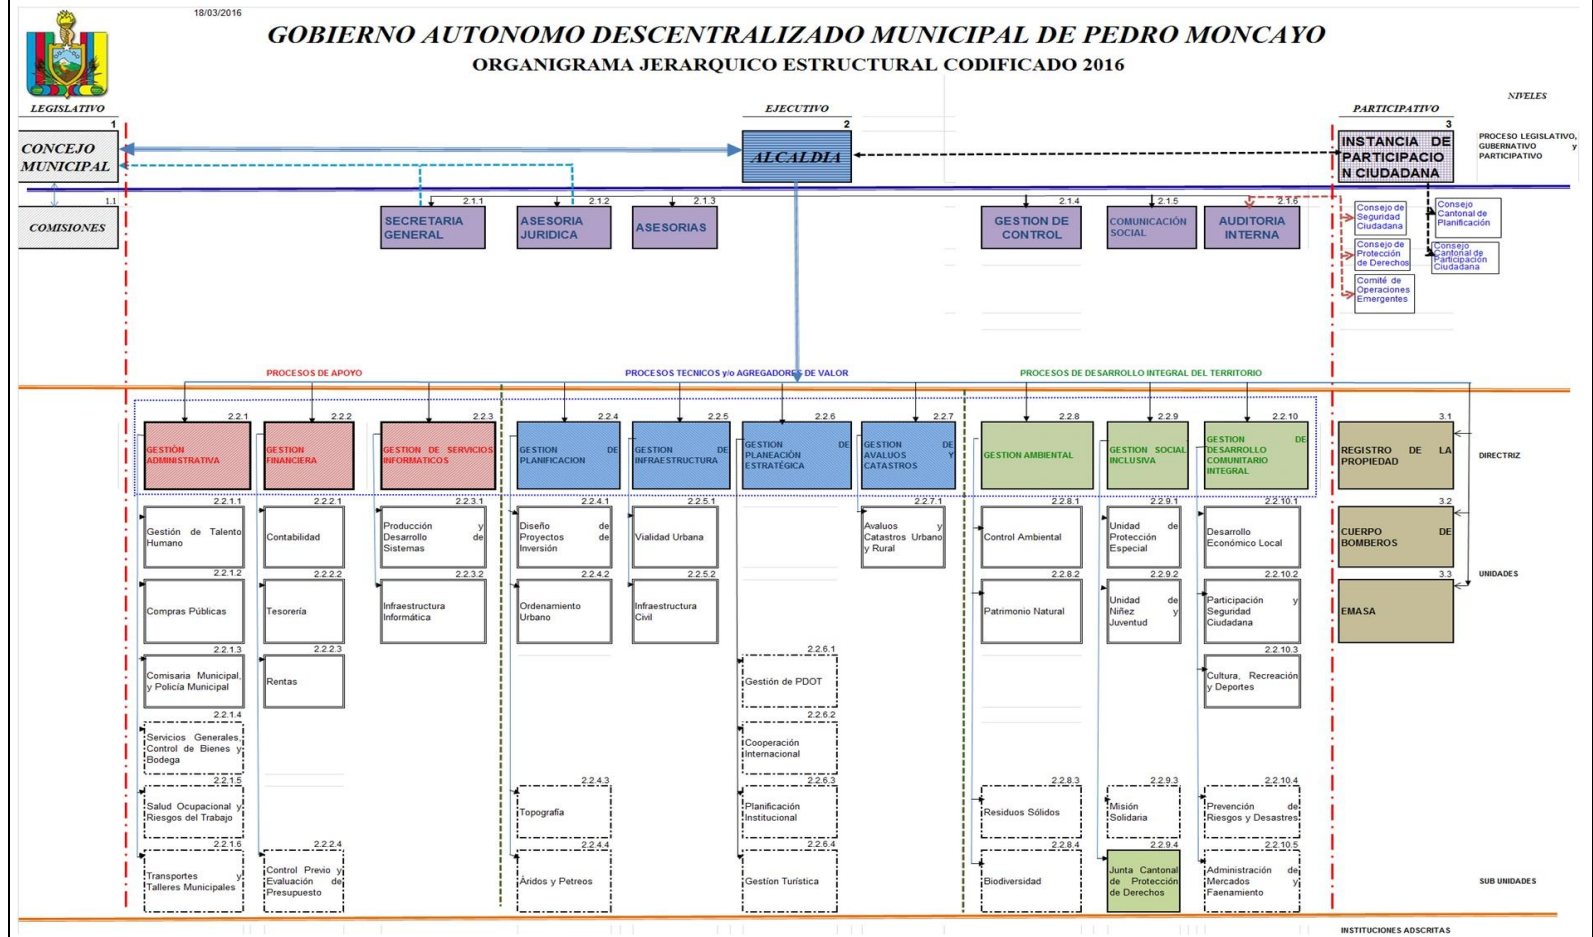 18/03/2016
GOBIERNO AUTONOMO DESCENTRALIZADO MUNICIPAL DE PEDRO MONCAYO
ORGANIGRAMA JERARQUICO ESTRUCTURAL CODIFICADO 2016
LEGISLATIVO
EJECUTIVO
PARTICIPATIVO
NIVELES
1
CONCEJO
MUNICIPAL
2
ALCALDIA
3
INSTANCIA DE
PARTICIPACIO
N CIUDADANA
PROCESO LEGISLATIVO,
GUBERNATIVO y
PARTICIPATIVO
1.1
COMISIONES
2.1.1
SECRETARIA
GENERAL
2.1.2
ASESORIA
JURIDICA
2.1.3
ASESORIAS
2.1.4
GESTION DE
CONTROL
2.1.5
COMUNICACIÓN
SOCIAL
2.1.6
AUDITORIA
INTERNA
Consejo de
Seguridad
Ciudadana
Consejo
Cantonal de
Planificación
Consejo de
Protección
de Derechos
Consejo
Cantonal de
Participación
Ciudadana
Comité de
Operaciones
Emergentes
PROCESOS DE APOYO
PROCESOS TECNICOS y/o AGREGADORES DE VALOR
PROCESOS DE DESARROLLO INTEGRAL DEL TERRITORIO
2.2.1
GESTIÓN
ADMINISTRATIVA
2.2.2
GESTION
FINANCIERA
2.2.3
GESTION DE SERVICIOS
INFORMATICOS
2.2.4
GESTION DE
PLANIFICACION
2.2.5
GESTION DE
INFRAESTRUCTURA
2.2.6
GESTION DE
PLANEACIÓN
ESTRATÉGICA
2.2.7
GESTION DE
AVALUOS Y
CATASTROS
2.2.8
GESTION AMBIENTAL
2.2.9
GESTION SOCIAL
INCLUSIVA
2.2.10
GESTION DE
DESARROLLO
COMUNITARIO
INTEGRAL
3.1
REGISTRO DE LA
PROPIEDAD
DIRECTRIZ
2.2.1.1
Gestión de Talento
Humano
2.2.2.1
Contabilidad
2.2.3.1
Producción y
Desarrollo de
Sistemas
2.2.4.1
Diseño de
Proyectos de
Inversión
2.2.5.1
Vialidad Urbana
2.2.7.1
Avaluos y
Catastros Urbano
y Rural
2.2.8.1
Control Ambiental
2.2.9.1
Unidad de
Protección
Especial
2.2.10.1
Desarrollo
Económico Local
3.2
CUERPO DE
BOMBEROS
2.2.1.2
Compras Públicas
2.2.2.2
Tesorería
2.2.3.2
Infraestructura
Informática
2.2.4.2
Ordenamiento
Urbano
2.2.5.2
Infraestructura
Civil
2.2.8.2
Patrimonio Natural
2.2.9.2
Unidad de
Niñez y
Juventud
2.2.10.2
Participación y
Seguridad
Ciudadana
3.3
EMASA
UNIDADES
2.2.1.3
Comisaria Municipal,
y Policía Municipal
2.2.2.3
Rentas
2.2.6.1
Gestión de PDOT
2.2.10.3
Cultura, Recreación
y Deportes
2.2.1.4
Servicios Generales,
Control de Bienes y
Bodega
2.2.6.2
Cooperación
Internacional
2.2.1.5
Salud Ocupacional y
Riesgos del Trabajo
2.2.4.3
Topografía
2.2.6.3
Planificación
Institucional
2.2.8.3
Residuos Sólidos
2.2.9.3
Misión
Solidaria
2.2.10.4
Prevención de
Riesgos y Desastres
2.2.1.6
Transportes y
Talleres Municipales
2.2.2.4
Control Previo y
Evaluación de
Presupuesto
2.2.4.4
Áridos y Petreos
2.2.6.4
Gestíon Turística
2.2.8.4
Biodiversidad
2.2.9.4
Junta Cantonal
de Protección
de Derechos
2.2.10.5
Administración de
Mercados y
Faenamiento
SUB UNIDADES
INSTITUCIONES ADSCRITAS